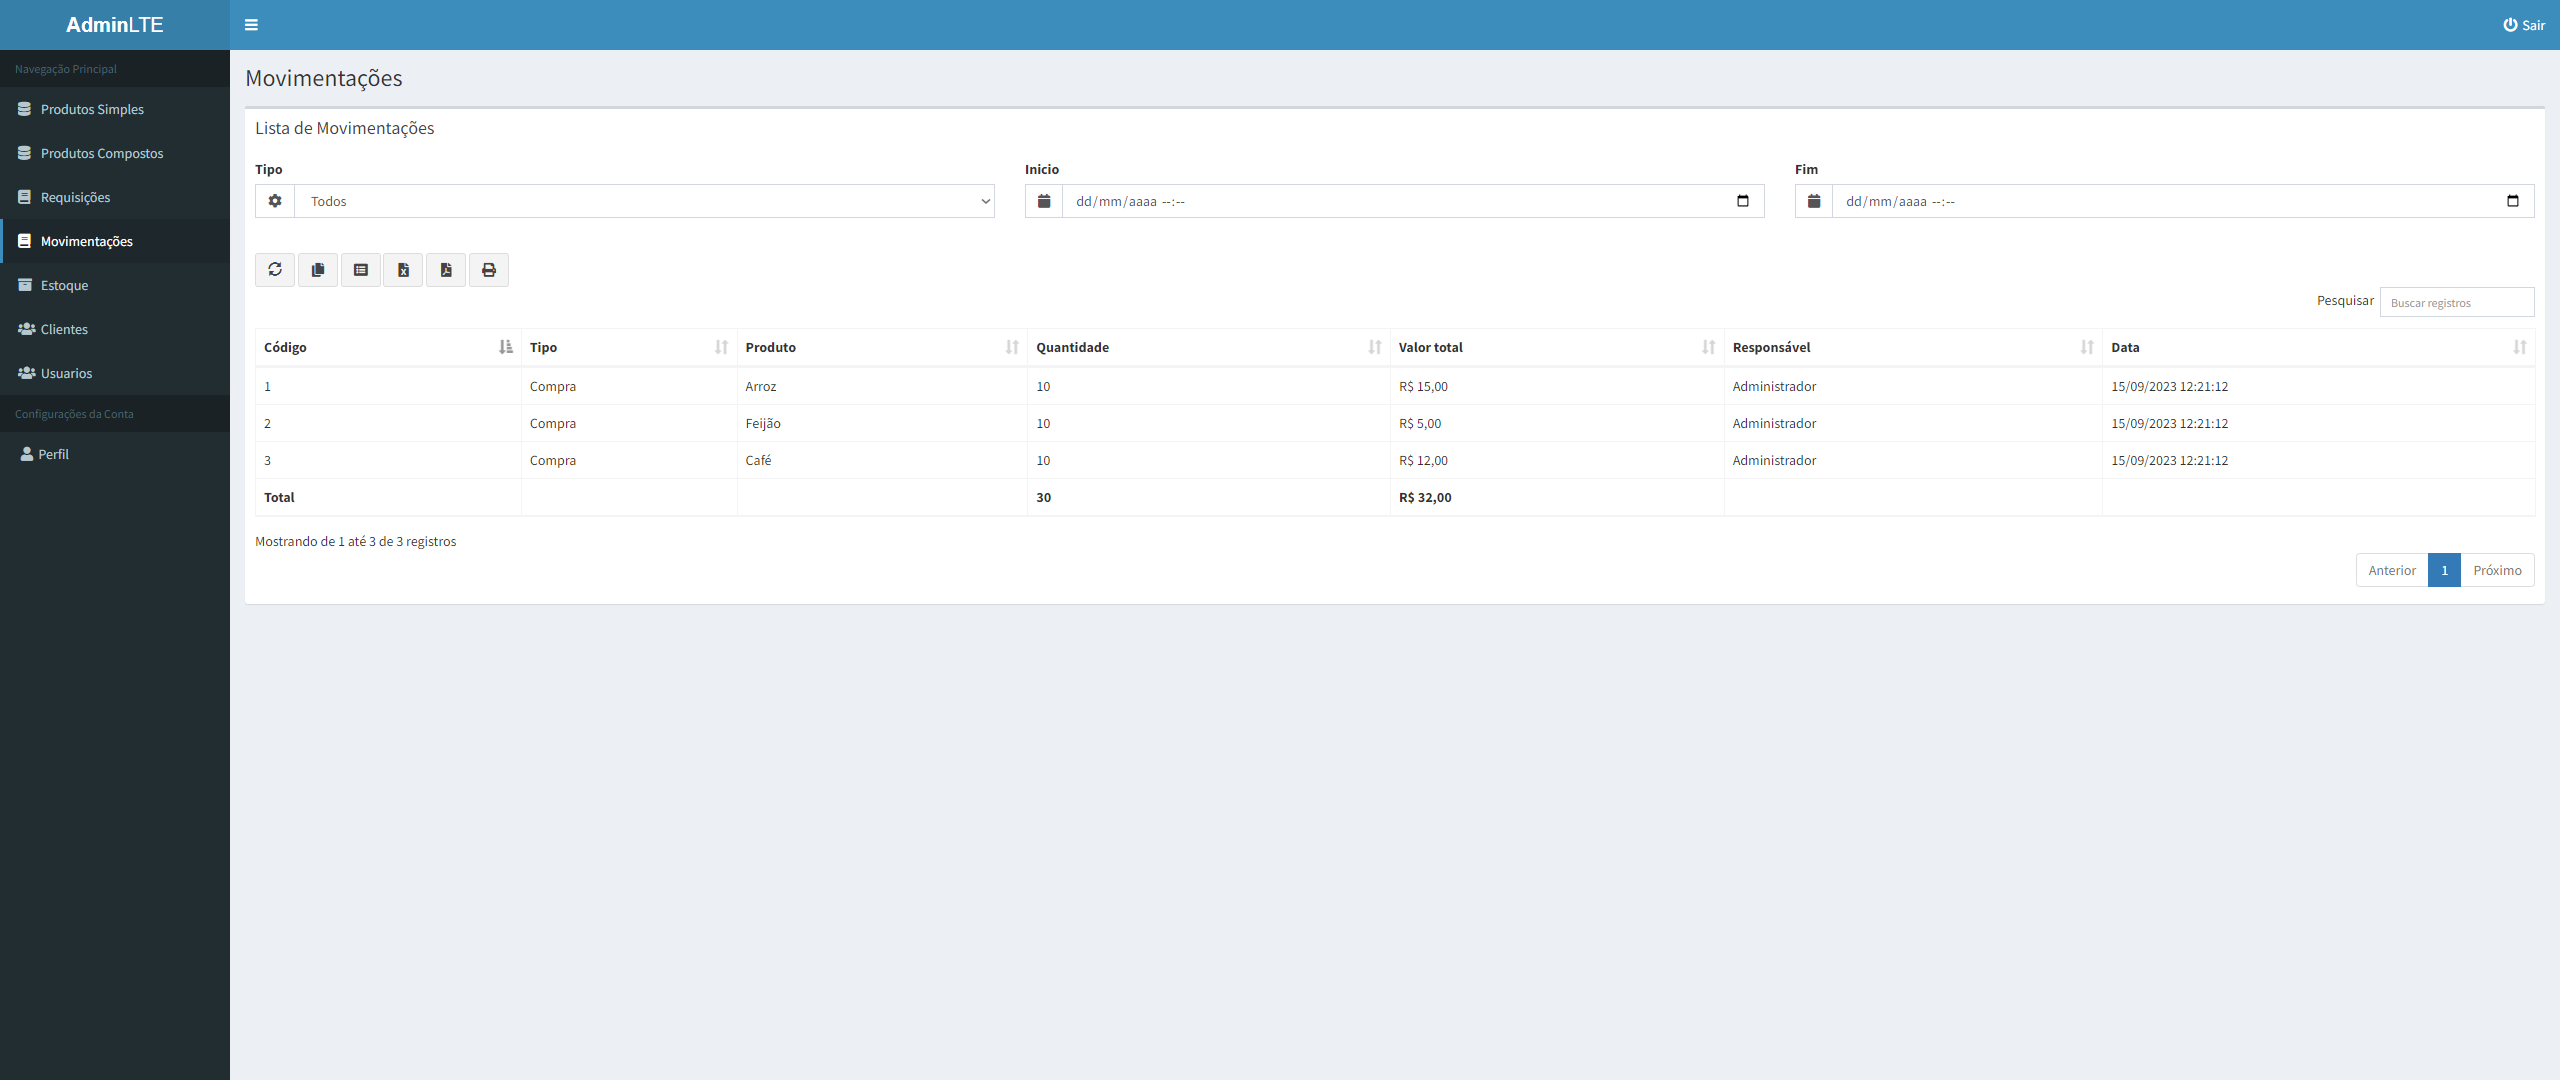 AdminLTE
Sair
Navegação Principal
Produtos Simples
Produtos Compostos
Requisições
Movimentações
Estoque
Clientes
Usuarios
Configurações da Conta
Perfil
Movimentações
Lista de Movimentações
Tipo Inicio Fim
Todos dd/mm/aaaa --:-- dd/mm/aaaa --:--
Pesquisar Buscar registros
Código Tipo Produto Quantidade Valor total Responsável Data
1 Compra Arroz 10 R$ 15,00 Administrador 15/09/2023 12:21:12
2 Compra Feijão 10 R$ 5,00 Administrador 15/09/2023 12:21:12
3 Compra Café 10 R$ 12,00 Administrador 15/09/2023 12:21:12
Total 30 R$ 32,00
Mostrando de 1 até 3 de 3 registros
Anterior 1 Próximo